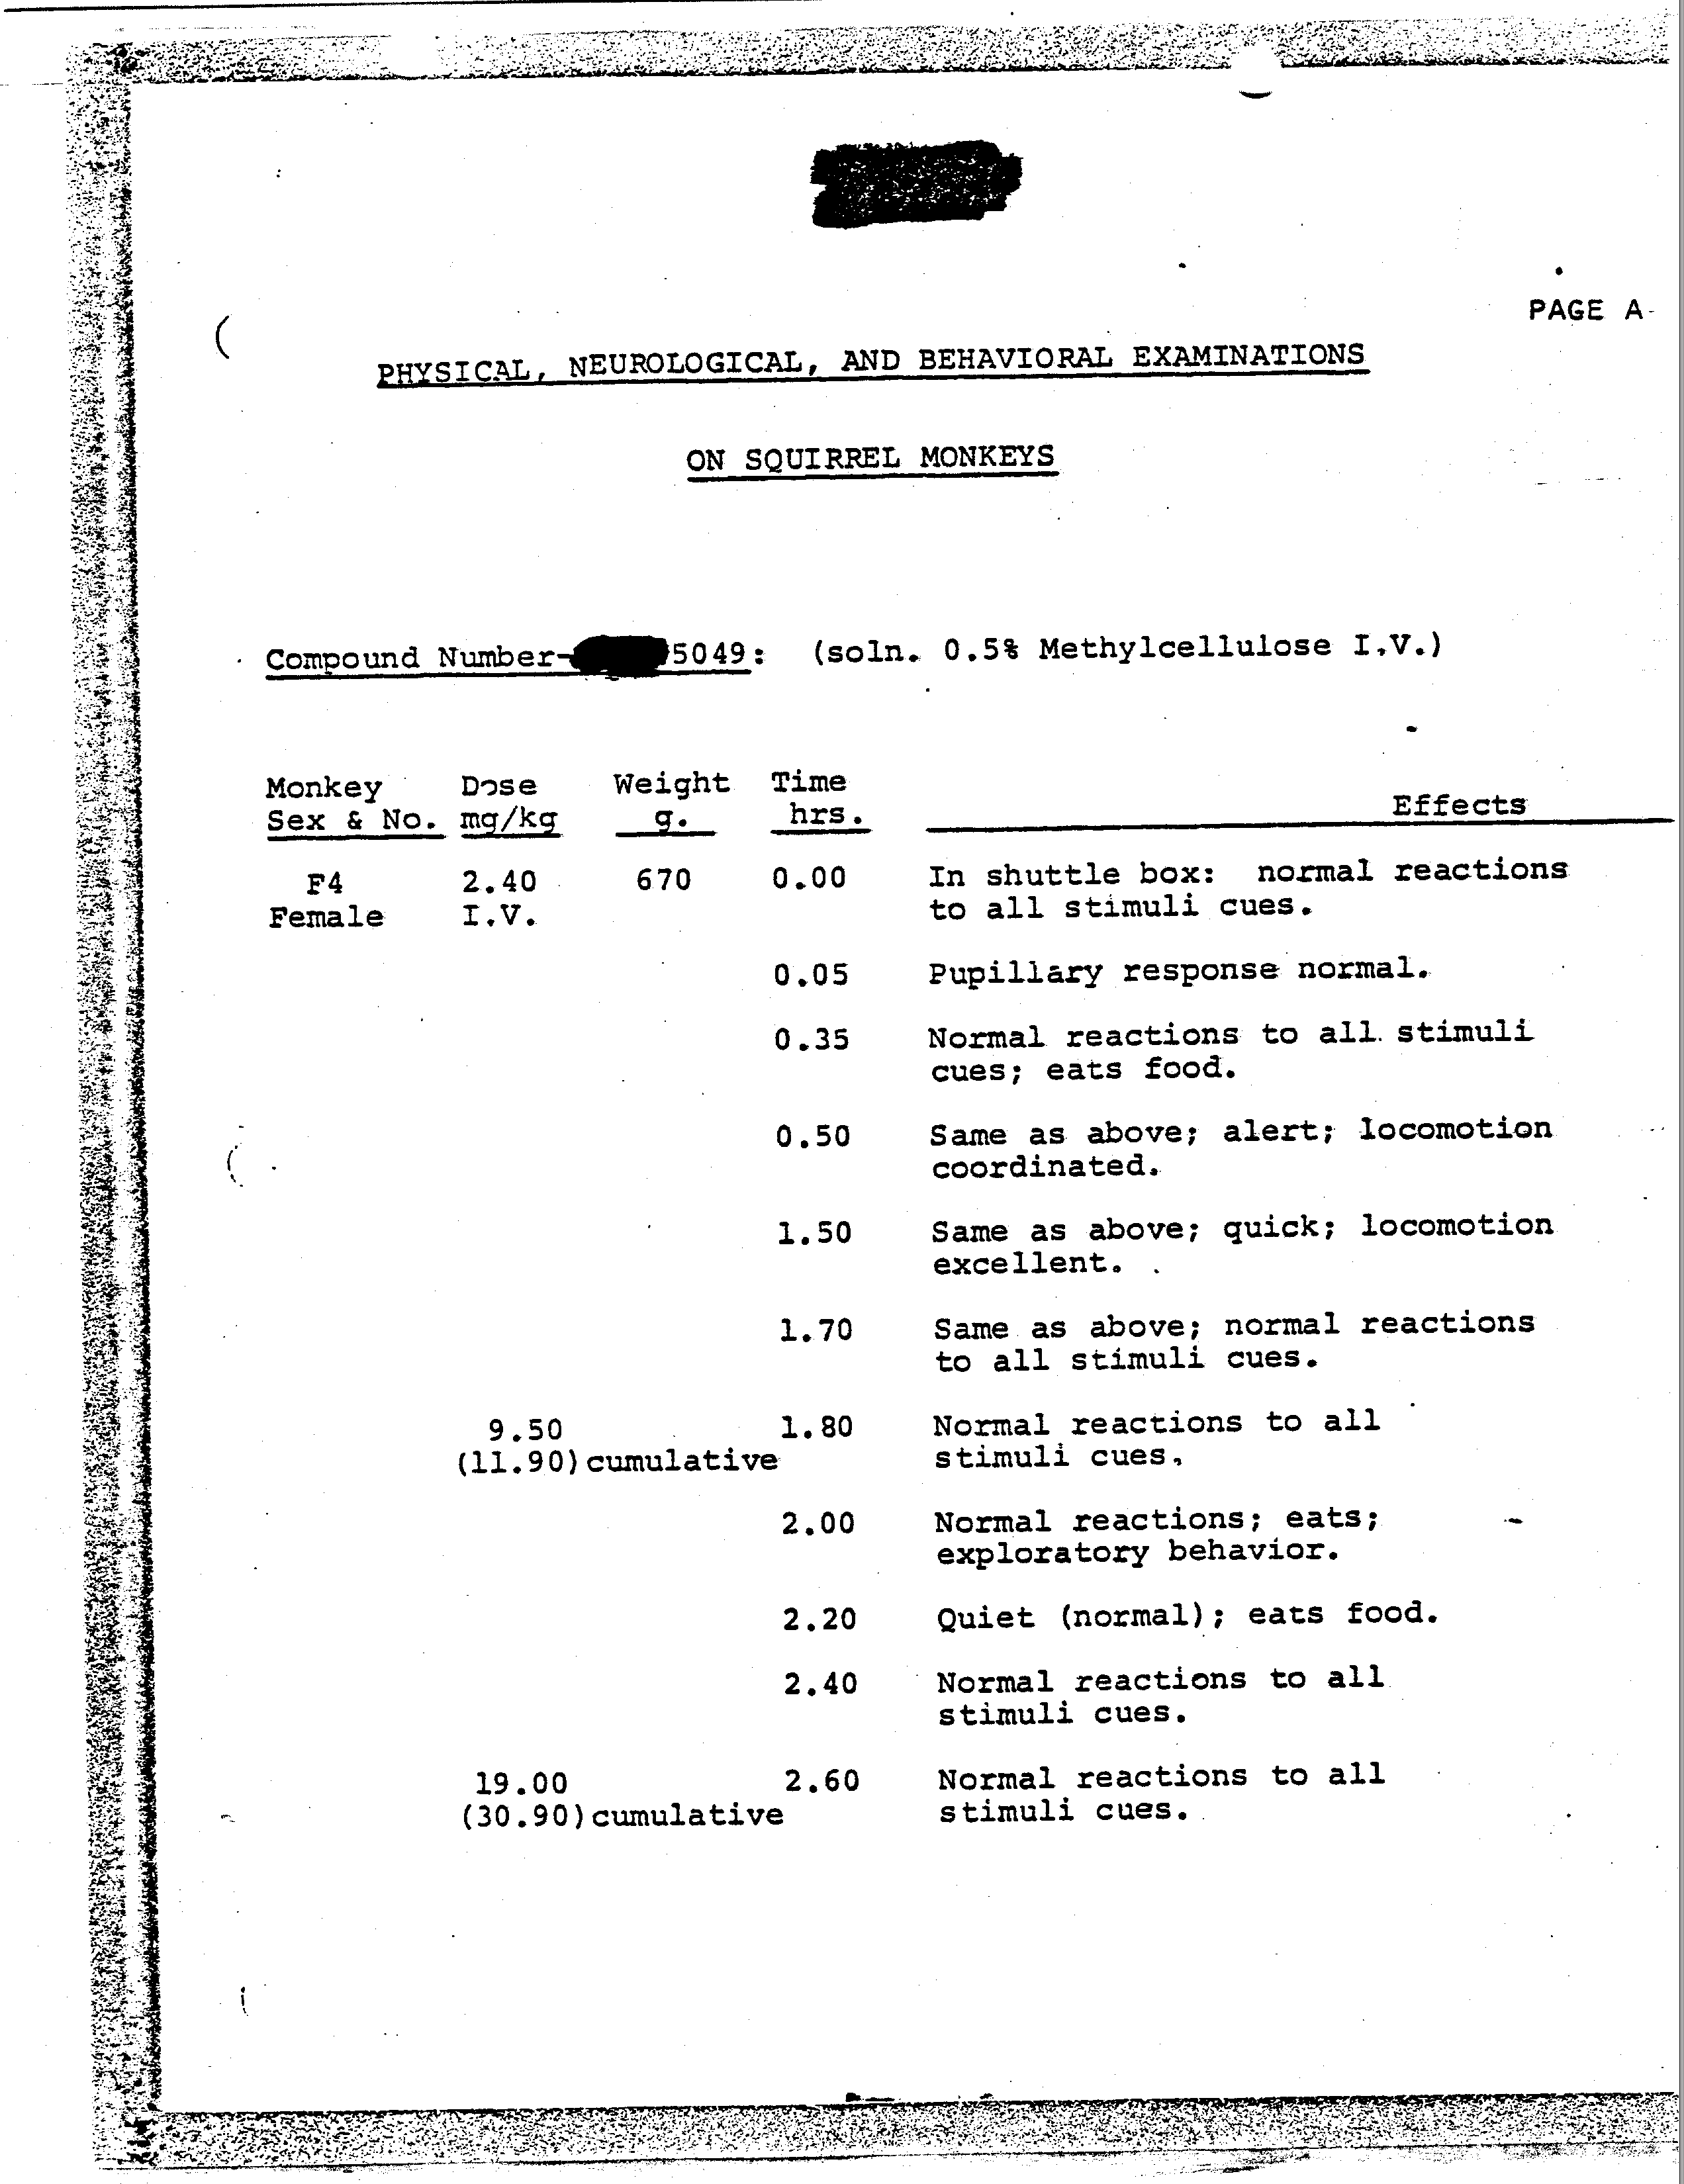 PAGE A-
PHYSICAL, NEUROLOGICAL, AND BEHAVIORAL EXAMINATIONS
ON SQUIRREL MONKEYS
Compound Number- 5049: (soln. 0.5% Methylcellulose I.V.)
Monkey Dose Weight Time
Sex & No. mg/kg g. hrs. Effects
F4 2.40 670 0.00 In shuttle box: normal reactions
Female I.V. to all stimuli cues.
0.05 Pupillary response normal.
0.35 Normal reactions to all stimuli
cues; eats food.
0.50 Same as above; alert; locomotion
coordinated.
1.50 Same as above; quick; locomotion
excellent.
1.70 Same as above; normal reactions
to all stimuli cues.
9.50 1.80 Normal reactions to all
(11.90) cumulative stimuli cues.
2.00 Normal reactions; eats;
exploratory behavior.
2.20 Quiet (normal); eats food.
2.40 Normal reactions to all
stimuli cues.
19.00 2.60 Normal reactions to all
(30.90) cumulative stimuli cues.